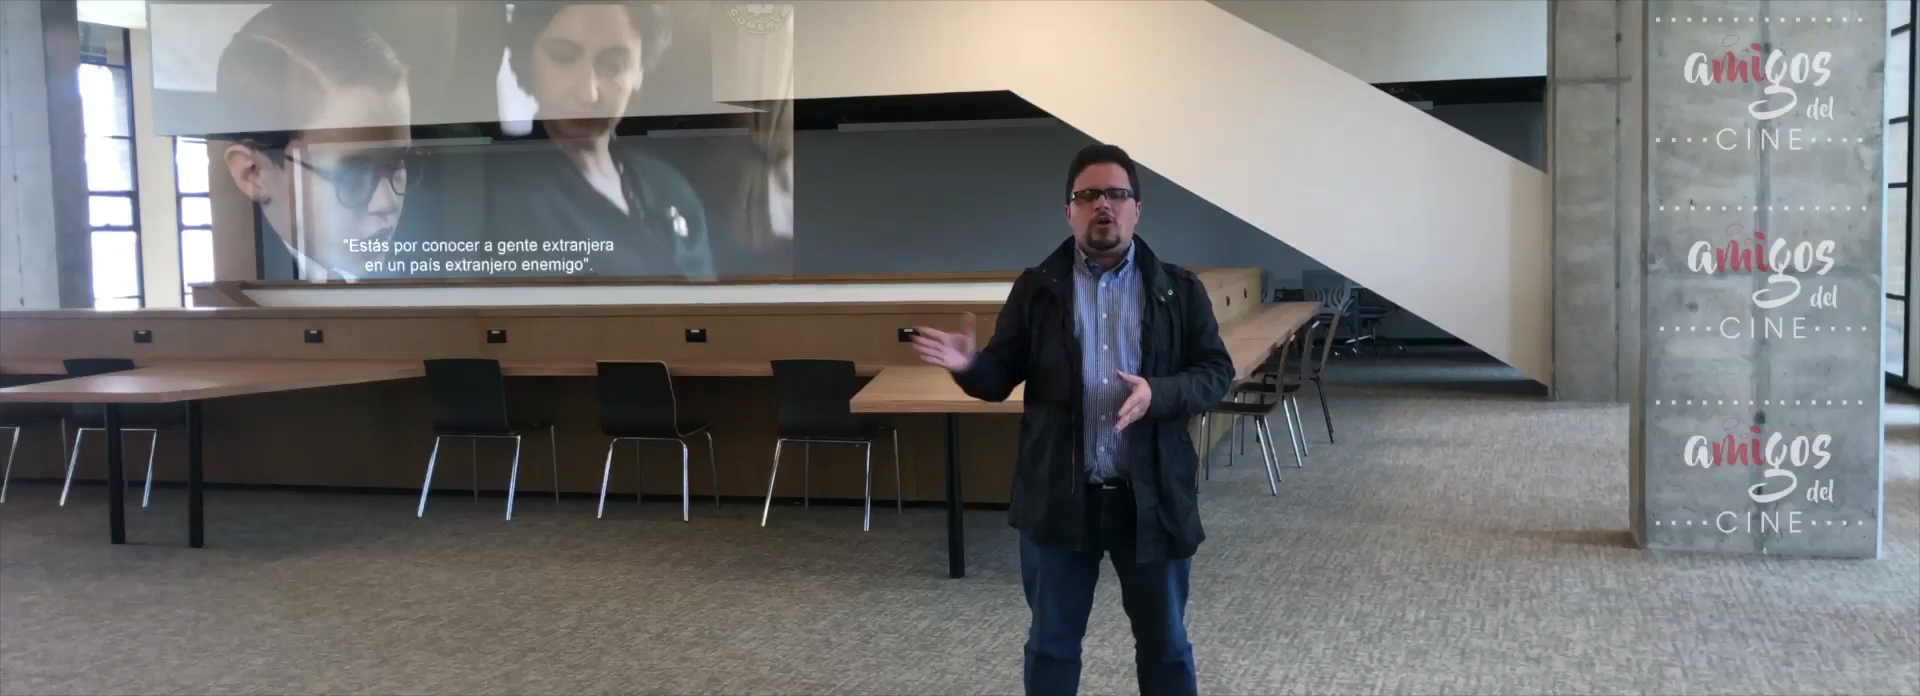 COMENTA
"Estás por conocer a gente extranjera
en un país extranjero enemigo".
amigos
del
CINE
amigos
del
CINE
amigos
del
CINE